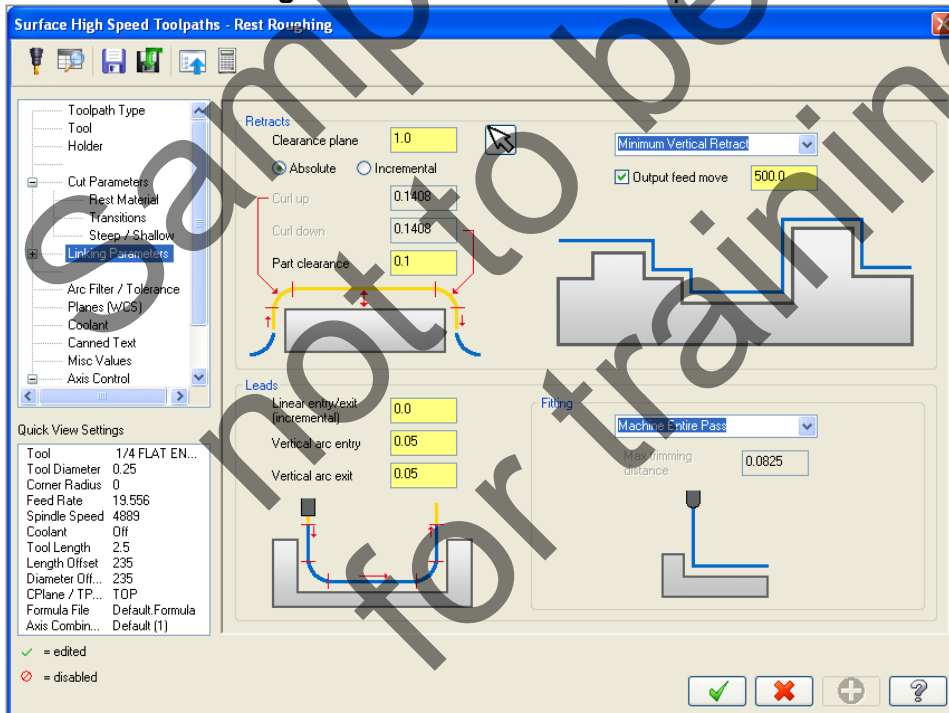 Surface High Speed Toolpaths - Rest Roughing
Toolpath Type
Tool
Holder
Cut Parameters
Rest Material
Transitions
Steep / Shallow
Linking Parameters
Arc Filter / Tolerance
Planes (WCS)
Coolant
Canned Text
Misc Values
Axis Control
Quick View Settings
Tool 1/4 FLAT EN...
Tool Diameter 0.25
Corner Radius 0
Feed Rate 19.556
Spindle Speed 4889
Coolant Off
Tool Length 2.5
Length Offset 235
Diameter Off... 235
CPlane / TP... TOP
Formula File Default.Formula
Axis Combin... Default (1)
= edited
= disabled
Retracts
Clearance plane 1.0
Absolute Incremental
Curl up 0.1408
Curl down 0.1408
Part clearance 0.1
Minimum Vertical Retract
Output feed move 500.0
Leads
Linear entry/exit (incremental) 0.0
Vertical arc entry 0.05
Vertical arc exit 0.05
Fitting
Machine Entire Pass
Max trimming distance 0.0825
not to be
for training